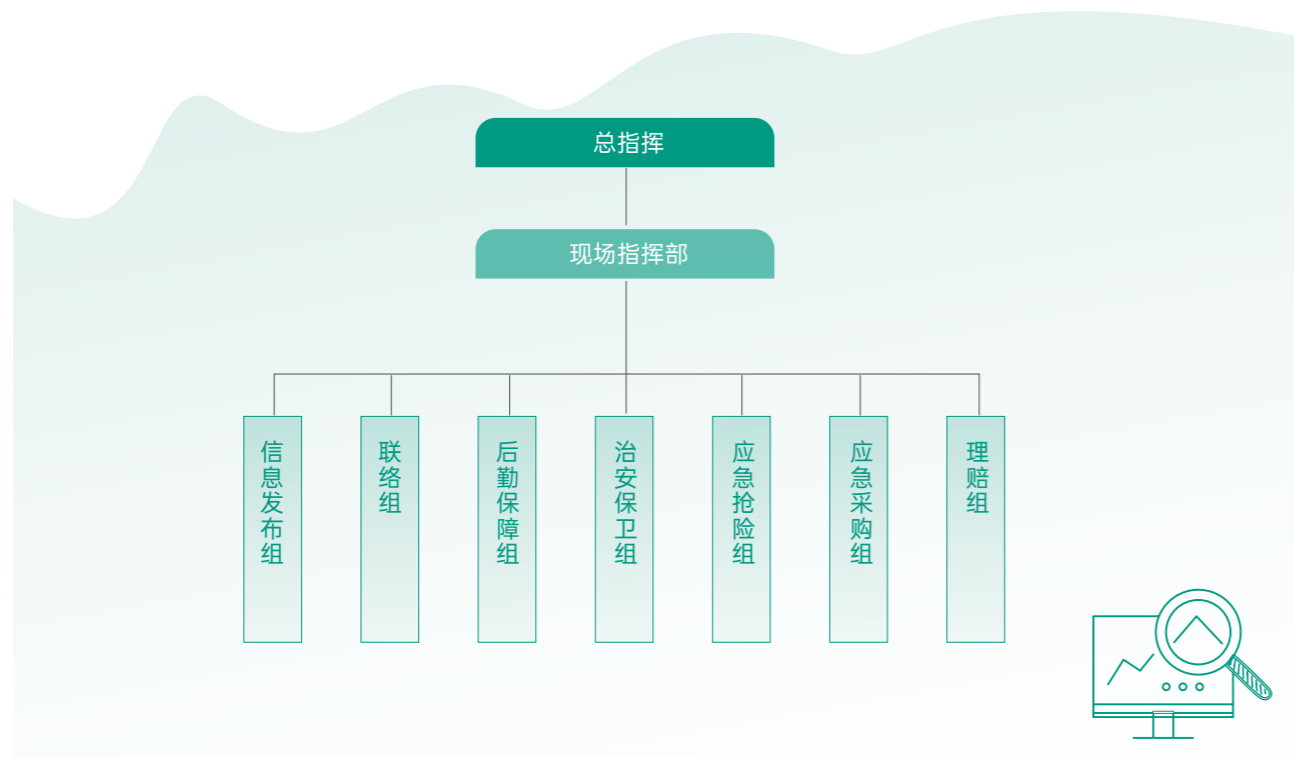 总指挥
现场指挥部
信息发布组
联络组
后勤保障组
治安保卫组
应急抢险组
应急采购组
理赔组